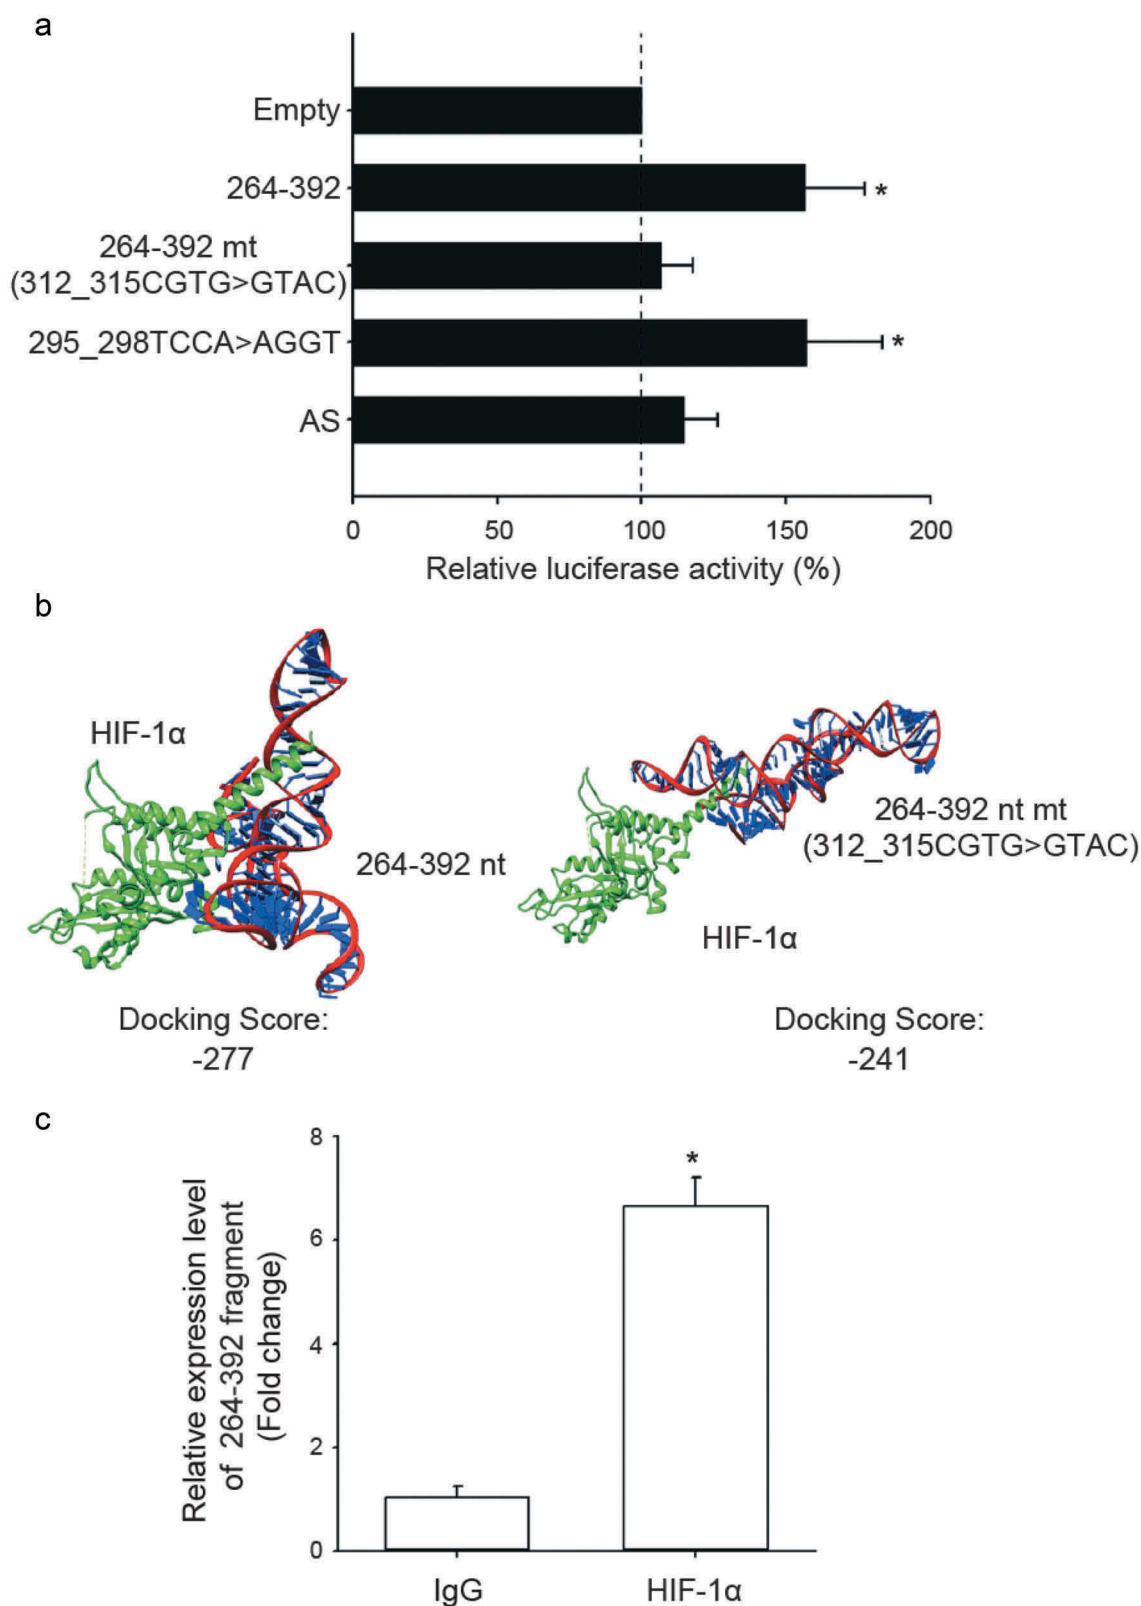 a
Empty
264-392
*
264-392 mt
(312_315CGTG>GTAC)
295_298TCCA>AGGT
*
AS
0 50 100 150 200
Relative luciferase activity (%)
b
HIF-1α
264-392 nt
264-392 nt mt
(312_315CGTG>GTAC)
HIF-1α
Docking Score:
-277
Docking Score:
-241
c
Relative expression level
of 264-392 fragment
(Fold change)
8
6
4
2
0
*
IgG HIF-1α